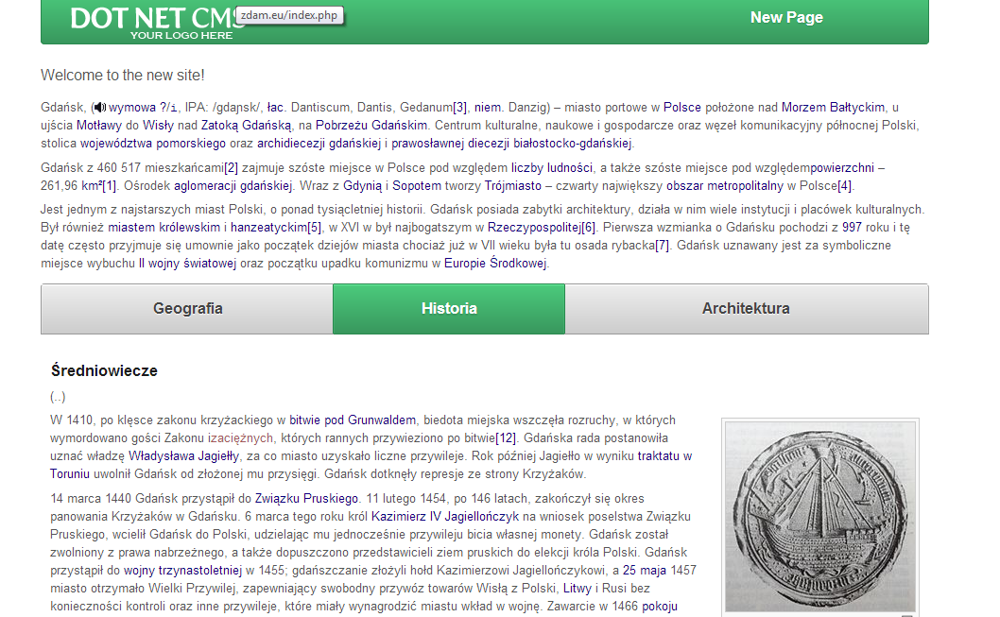 DOT NET CMS
YOUR LOGO HERE
zdam.eu/index.php
New Page
Welcome to the new site!
Gdańsk, (wymowa ?/i, IPA: /gdaɲsk/, łac. Dantiscum, Dantis, Gedanum[3], niem. Danzig) – miasto portowe w Polsce położone nad Morzem Bałtyckim, u
ujścia Motławy do Wisły nad Zatoką Gdańską, na Pobrzeżu Gdańskim. Centrum kulturalne, naukowe i gospodarcze oraz węzeł komunikacyjny północnej Polski,
stolica województwa pomorskiego oraz archidiecezji gdańskiej i prawosławnej diecezji białostocko-gdańskiej.
Gdańsk z 460 517 mieszkańcami[2] zajmuje szóste miejsce w Polsce pod względem liczby ludności, a także szóste miejsce pod względempowierzchni –
261,96 km²[1]. Ośrodek aglomeracji gdańskiej. Wraz z Gdynią i Sopotem tworzy Trójmiasto – czwarty największy obszar metropolitalny w Polsce[4].
Jest jednym z najstarszych miast Polski, o ponad tysiącletniej historii. Gdańsk posiada zabytki architektury, działa w nim wiele instytucji i placówek kulturalnych.
Był również miastem królewskim i hanzeatyckim[5], w XVI w był najbogatszym w Rzeczypospolitej[6]. Pierwsza wzmianka o Gdańsku pochodzi z 997 roku i tę
datę często przyjmuje się umownie jako początek dziejów miasta chociaż już w VII wieku była tu osada rybacka[7]. Gdańsk uznawany jest za symboliczne
miejsce wybuchu II wojny światowej oraz początku upadku komunizmu w Europie Środkowej.
Geografia
Historia
Architektura
Średniowiecze
(..)
W 1410, po klęsce zakonu krzyżackiego w bitwie pod Grunwaldem, biedota miejska wszczęła rozruchy, w których
wymordowano gości Zakonu i zaciężnych, których rannych przywieziono po bitwie[12]. Gdańska rada postanowiła
uznać władzę Władysława Jagiełły, za co miasto uzyskało liczne przywileje. Rok później Jagiełło w wyniku traktatu w
Toruniu uwolnił Gdańsk od złożonej mu przysięgi. Gdańsk dotknęły represje ze strony Krzyżaków.
14 marca 1440 Gdańsk przystąpił do Związku Pruskiego. 11 lutego 1454, po 146 latach, zakończył się okres
panowania Krzyżaków w Gdańsku. 6 marca tego roku król Kazimierz IV Jagiellończyk na wniosek poselstwa Związku
Pruskiego, wcielił Gdańsk do Polski, udzielając mu jednocześnie przywileju bicia własnej monety. Gdańsk został
zwolniony z prawa nabrzeżnego, a także dopuszczono przedstawicieli ziem pruskich do elekcji króla Polski. Gdańsk
przystąpił do wojny trzynastoletniej w 1455; gdańszczanie złożyli hołd Kazimierzowi Jagiellończykowi, a 25 maja 1457
miasto otrzymało Wielki Przywilej, zapewniający swobodny przywóz towarów Wisłą z Polski, Litwy i Rusi bez
konieczności kontroli oraz inne przywileje, które miały wynagrodzić miastu wkład w wojnę. Zawarcie w 1466 pokoju